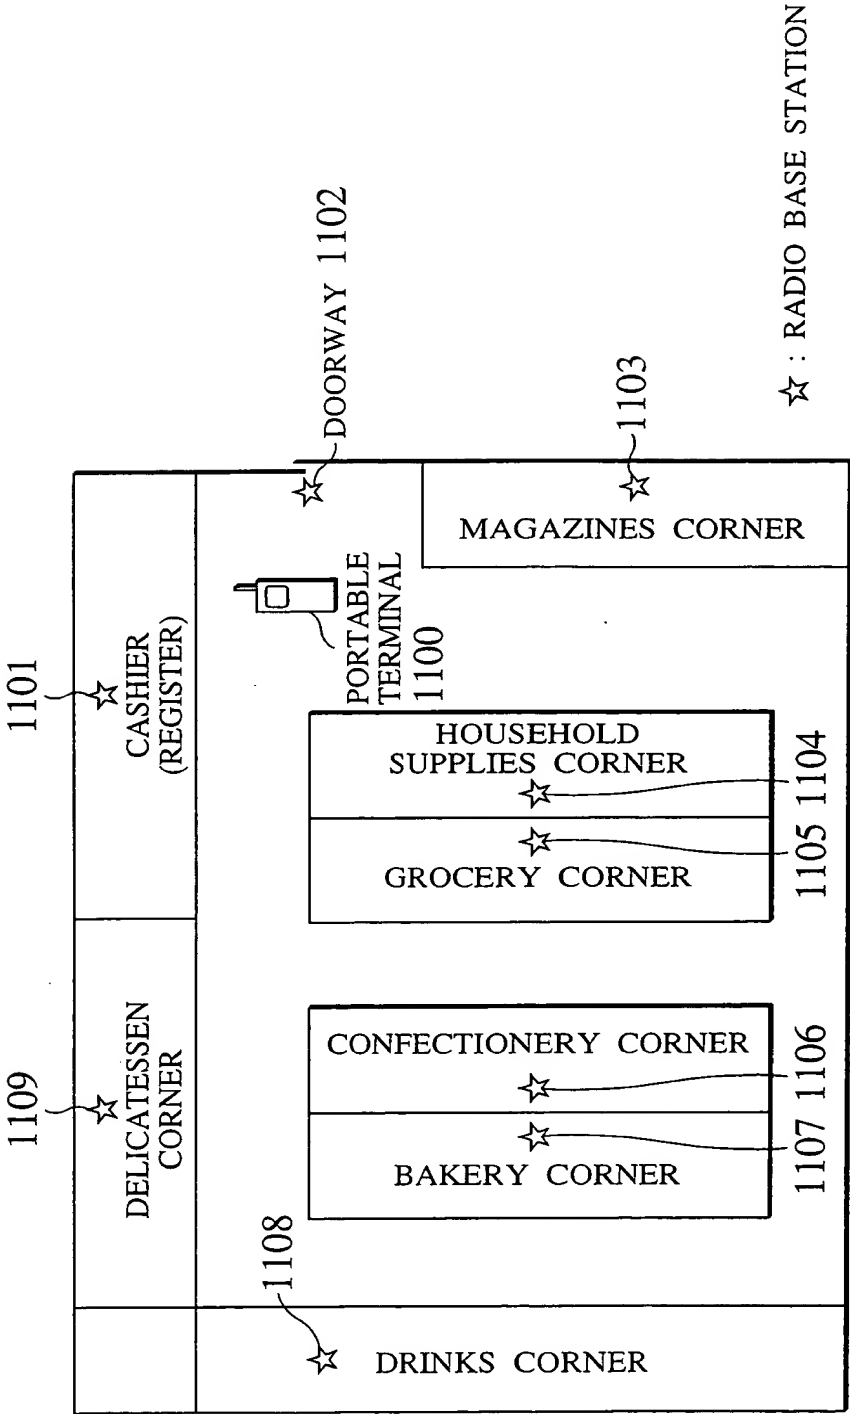 1101
CASHIER
(REGISTER)
1109
DELICATESSEN
CORNER
DOORWAY 1102
PORTABLE
TERMINAL
1100
1103
MAGAZINES CORNER
HOUSEHOLD
SUPPLIES CORNER
1104
1105
GROCERY CORNER
CONFECTIONERY CORNER
1106
1107
BAKERY CORNER
1108
DRINKS CORNER
☆ : RADIO BASE STATION